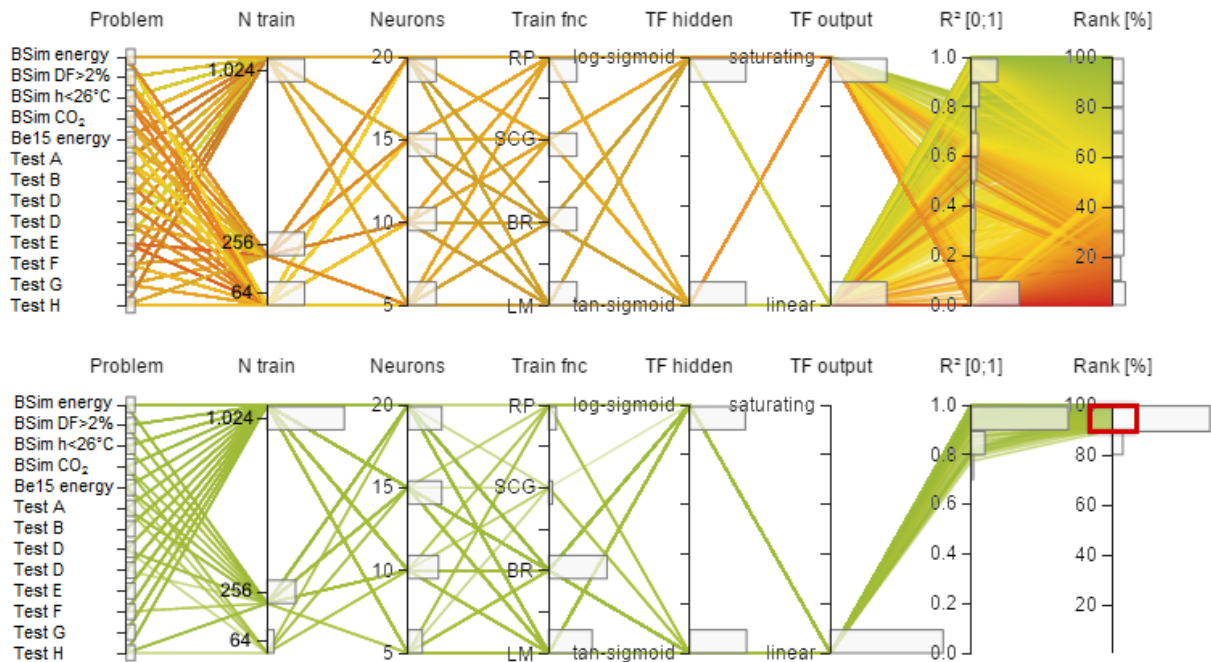 Problem N train Neurons Train fnc TF hidden TF output R² [0;1] Rank [%]
BSim energy 20 RP log-sigmoid saturating 1.0 100
BSim DF>2% 1.024
BSim h<26°C 0.8 80
BSim CO₂
Be15 energy 15 SCG 0.6 60
Test A
Test B
Test D 0.4 40
Test D 10 BR
Test E 256
Test F 0.2 20
Test G 64
Test H 5 LM tan-sigmoid linear 0.0
Problem N train Neurons Train fnc TF hidden TF output R² [0;1] Rank [%]
BSim energy 20 RP log-sigmoid saturating 1.0 100
BSim DF>2% 1.024
BSim h<26°C 0.8 80
BSim CO₂
Be15 energy 15 SCG 0.6 60
Test A
Test B
Test D 0.4 40
Test D 10 BR
Test E 256
Test F 0.2 20
Test G 64
Test H 5 LM tan-sigmoid linear 0.0